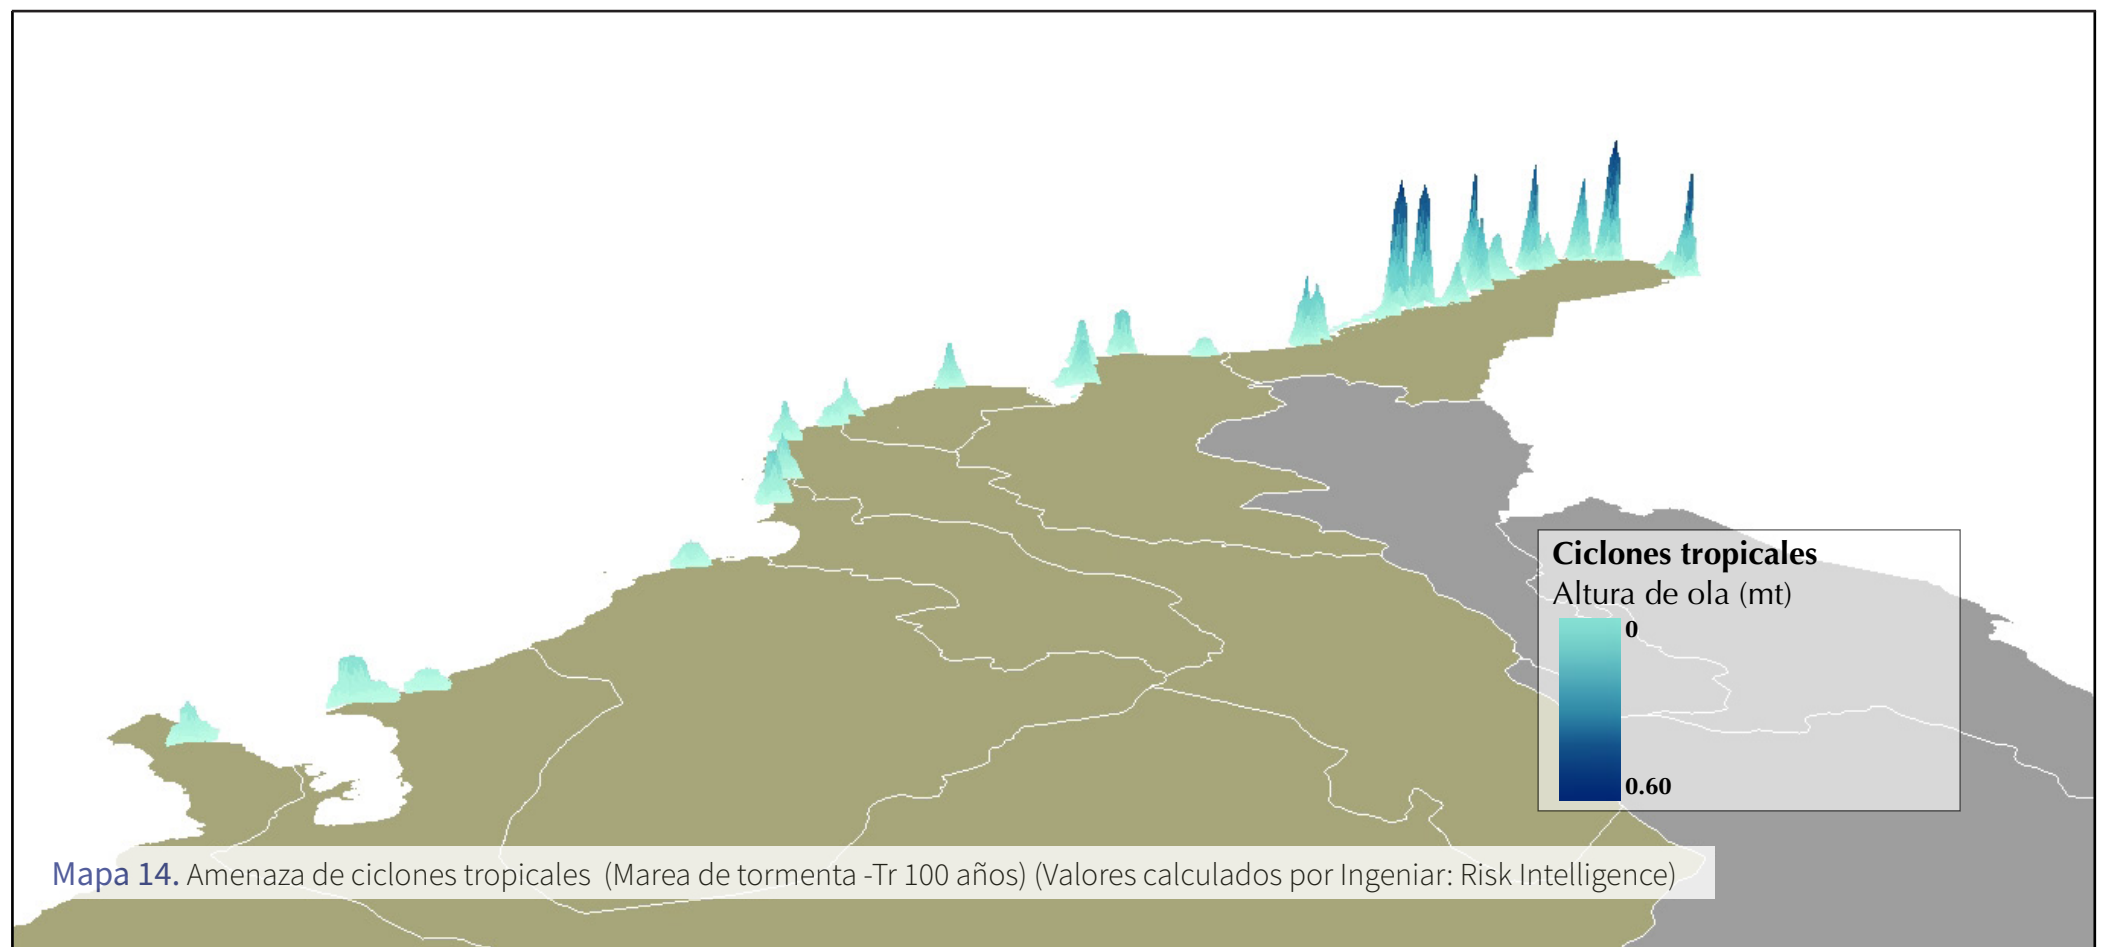 Ciclones tropicales
Altura de ola (mt)
0
0.60
Mapa 14. Amenaza de ciclones tropicales (Marea de tormenta -Tr 100 años) (Valores calculados por Ingeniar: Risk Intelligence)